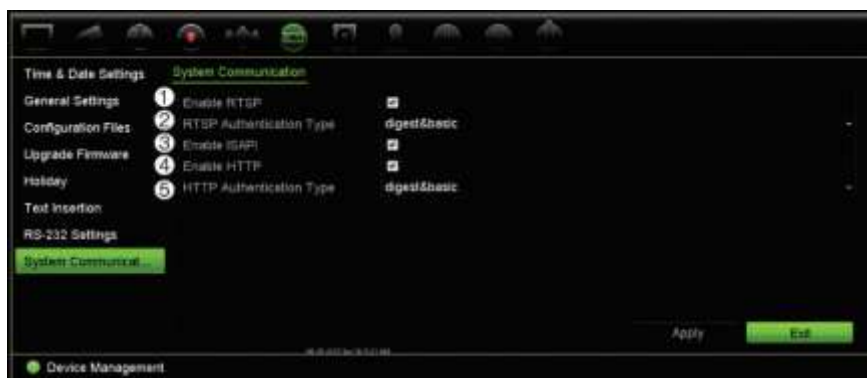 Time & Date Settings
System Communication
General Settings
1 Enable RTSP
Configuration Files
2 RTSP Authentication Type digest&basic
3 Enable ISAPI
Upgrade Firmware
4 Enable HTTP
Holiday
5 HTTP Authentication Type digest&basic
Text Insertion
RS-232 Settings
System Communicat...
Apply
Exit
Device Management